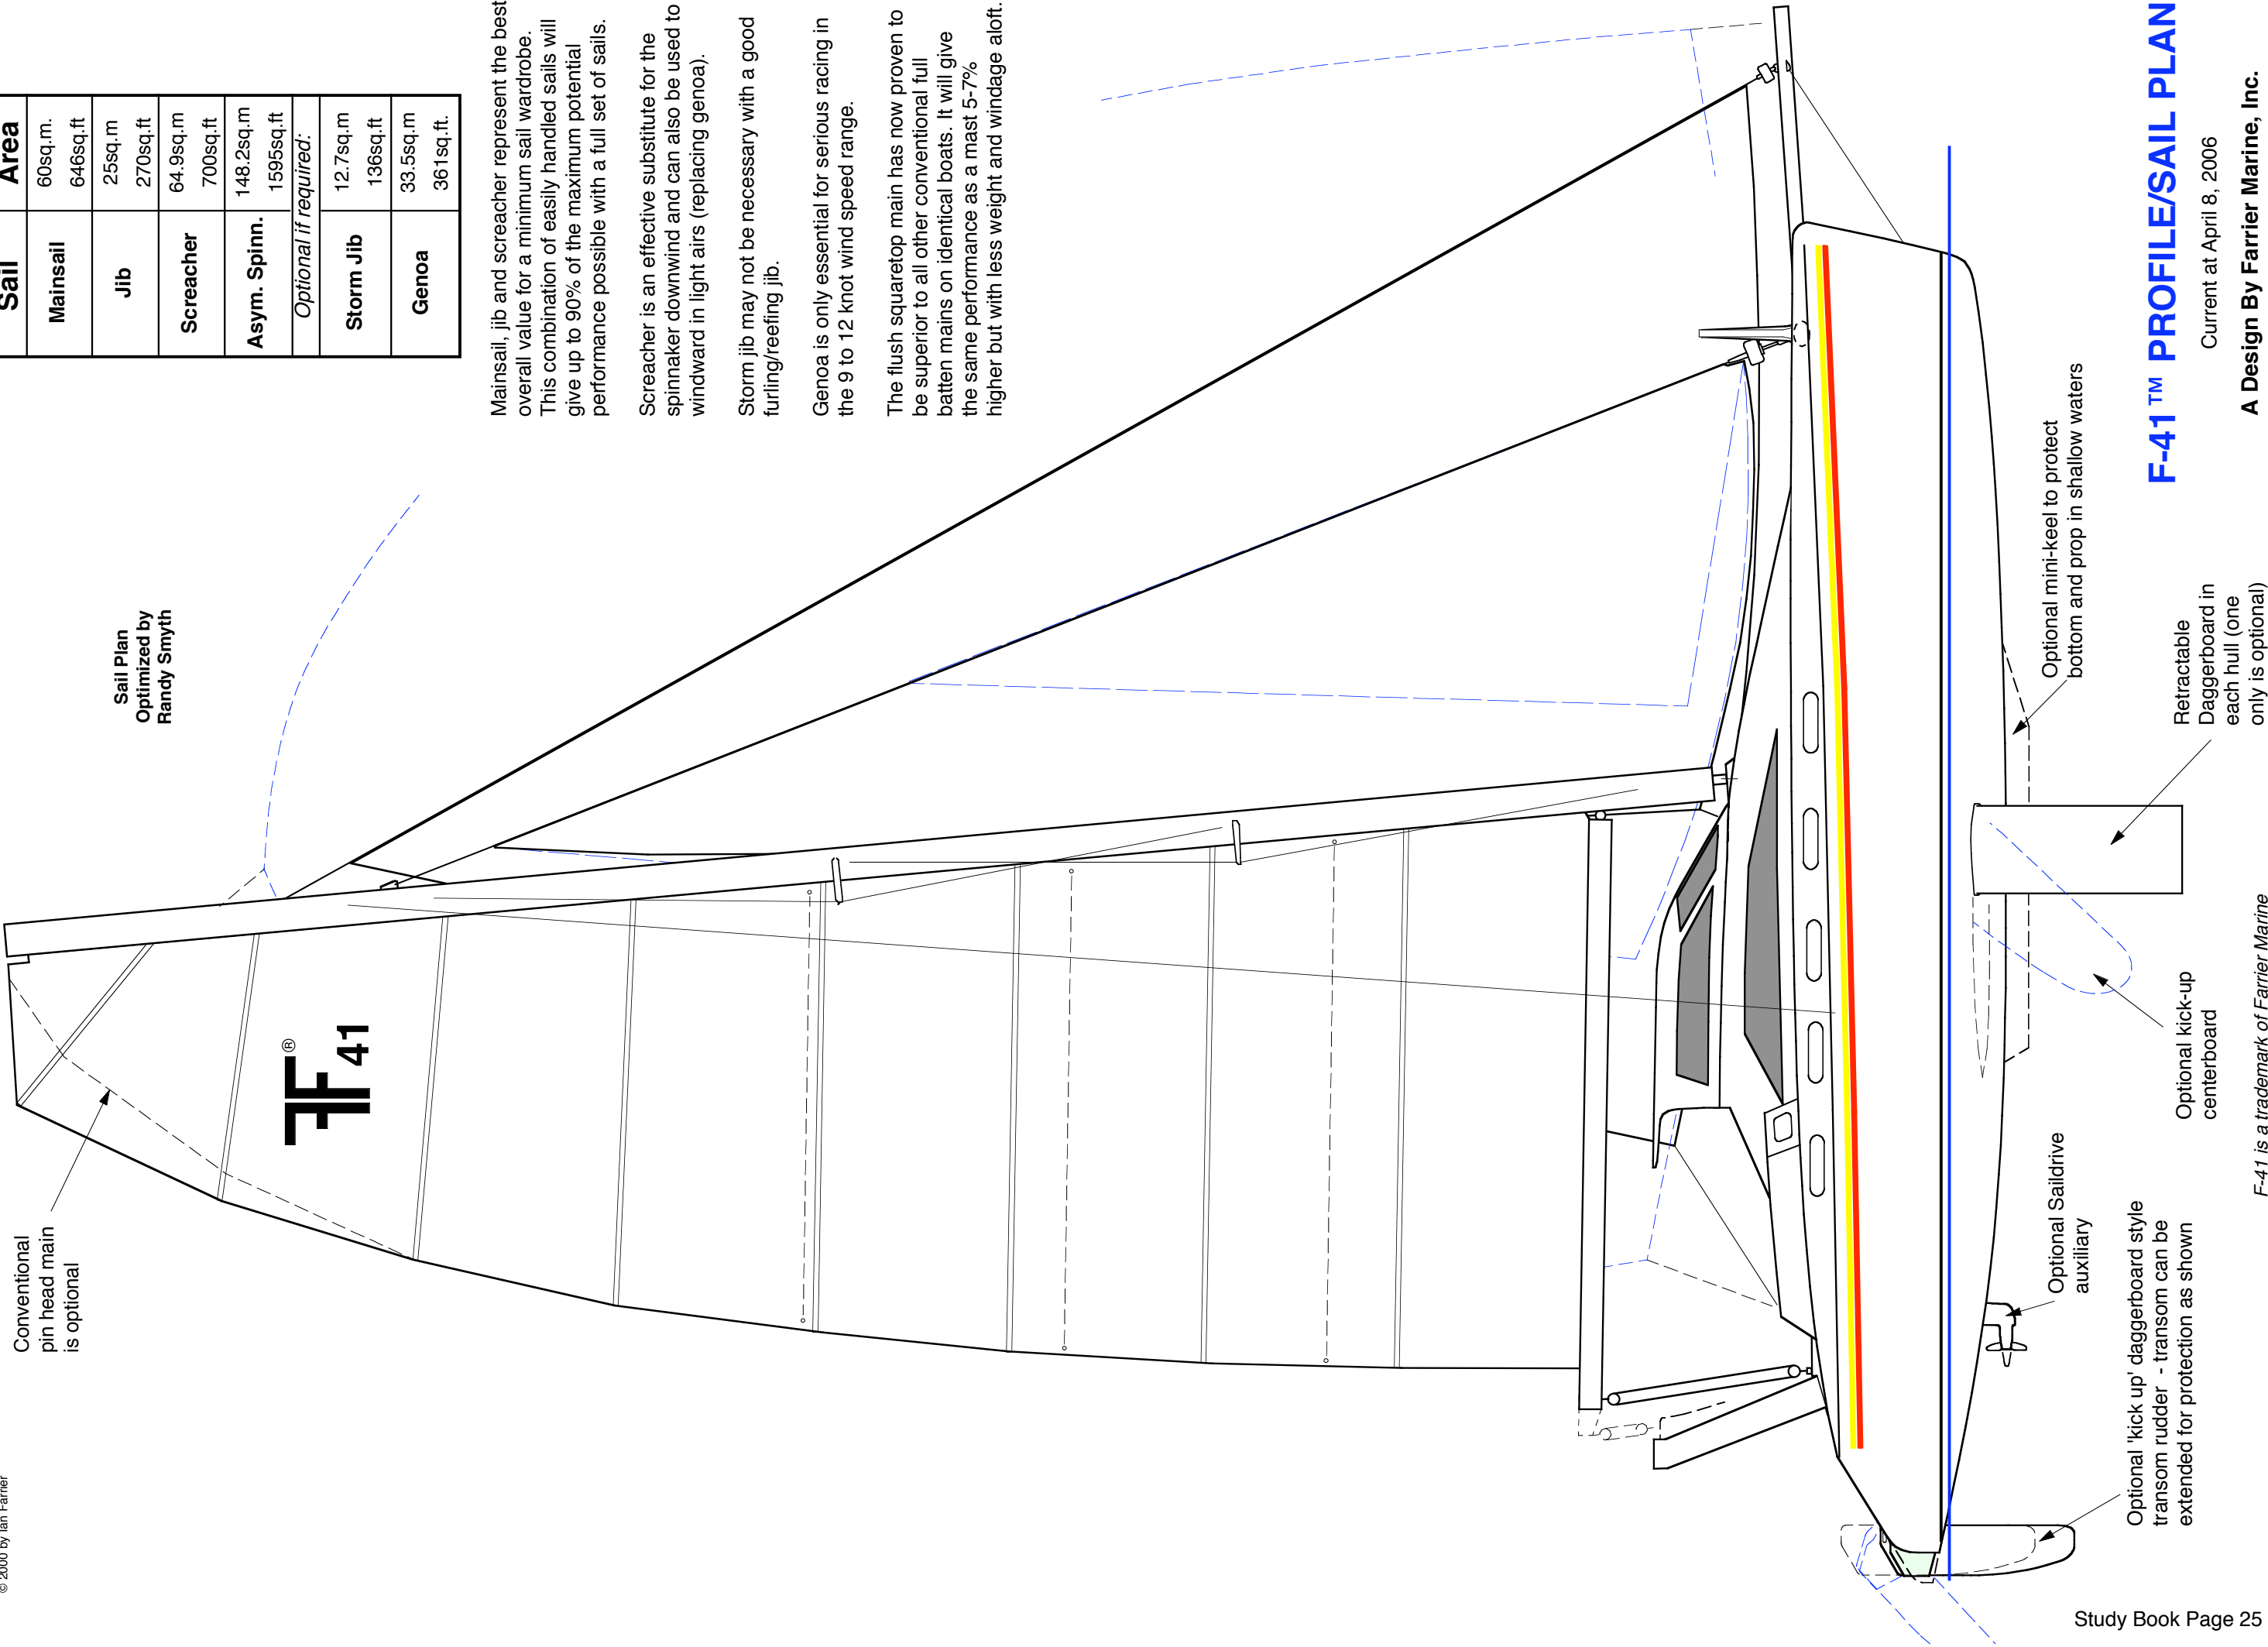 Sail Area
Mainsail 60sq.m.
646sq.ft
Jib 25sq.m
270sq.ft
Screacher 64.9sq.m
700sq.ft
Asym. Spinn. 148.2sq.m
1595sq.ft
Optional if required:
Storm Jib 12.7sq.m
136sq.ft
Genoa 33.5sq.m
361sq.ft.
Mainsail, jib and screacher represent the best
overall value for a minimum sail wardrobe.
This combination of easily handled sails will
give up to 90% of the maximum potential
performance possible with a full set of sails.
Screacher is an effective substitute for the
spinmaker downwind and can also be used to
windward in light airs (replacing genoa).
Storm jib may not be necessary with a good
furling/reefing jib.
Genoa is only essential for serious racing in
the 9 to 12 knot wind speed range.
The flush squaretop main has now proven to
be superior to all other conventional full
batten mains on identical boats. It will give
the same performance as a mast 5-7%
higher but with less weight and windage aloft.
Sail Plan
Optimized by
Randy Smyth
© 2000 by Ian Farrier
Conventional
pin head main
is optional
®
41
Optional mini-keel to protect
bottom and prop in shallow waters
Retractable
Daggerboard in
each hull (one
only is optional)
Optional kick-up
centerboard
Optional Saildrive
auxiliary
Optional 'kick up' daggerboard style
transom rudder - transom can be
extended for protection as shown
F-41™ PROFILE/SAIL PLAN
Current at April 8, 2006
A Design By Farrier Marine, Inc.
F-41 is a trademark of Farrier Marine
Study Book Page 25